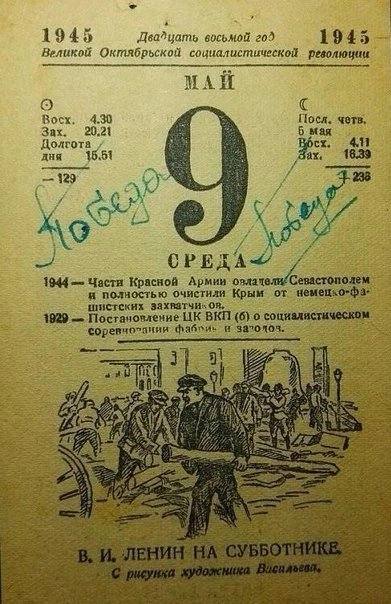 1945 Двадцать восьмой год 1945
Великой Октябрьской социалистической революции
МАЙ
Восх. 4.30
Зах. 20.21
Долгота
дня 15.51
—129
9
Посл. четв.
5 мая
Восх. 4.11
Зах. 16.39
+236
Победа
Победа
СРЕДА
1944 — Части Красной Армии овладели Севастополем
и полностью очистили Крым от немецко-фа-
шистских захватчиков.
1929 — Постановление ЦК ВКП (б) о социалистическом
соревновании фабрик и заводов.
В. И. ЛЕНИН НА СУББОТНИКЕ.
С рисунка художника Васильева.